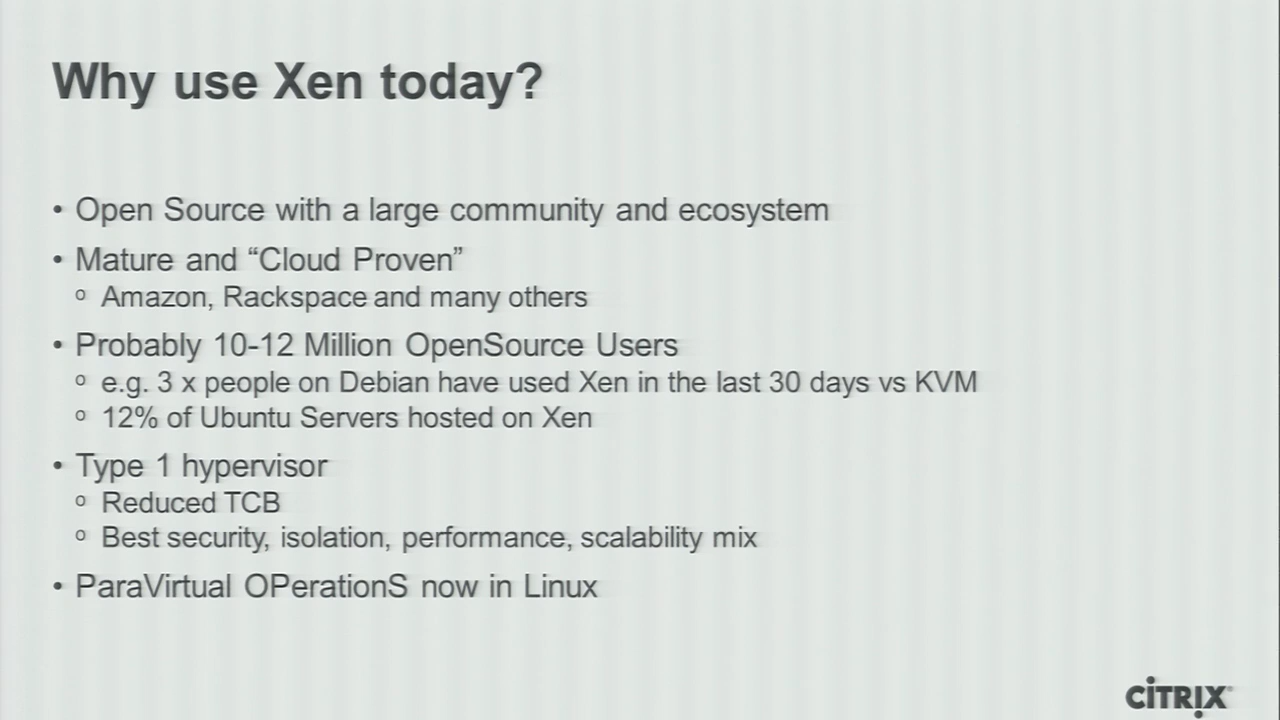 Why use Xen today?
• Open Source with a large community and ecosystem
• Mature and “Cloud Proven”
o Amazon, Rackspace and many others
• Probably 10-12 Million OpenSource Users
o e.g. 3 x people on Debian have used Xen in the last 30 days vs KVM
o 12% of Ubuntu Servers hosted on Xen
• Type 1 hypervisor
o Reduced TCB
o Best security, isolation, performance, scalability mix
• ParaVirtual OPerationS now in Linux
CİTRIX